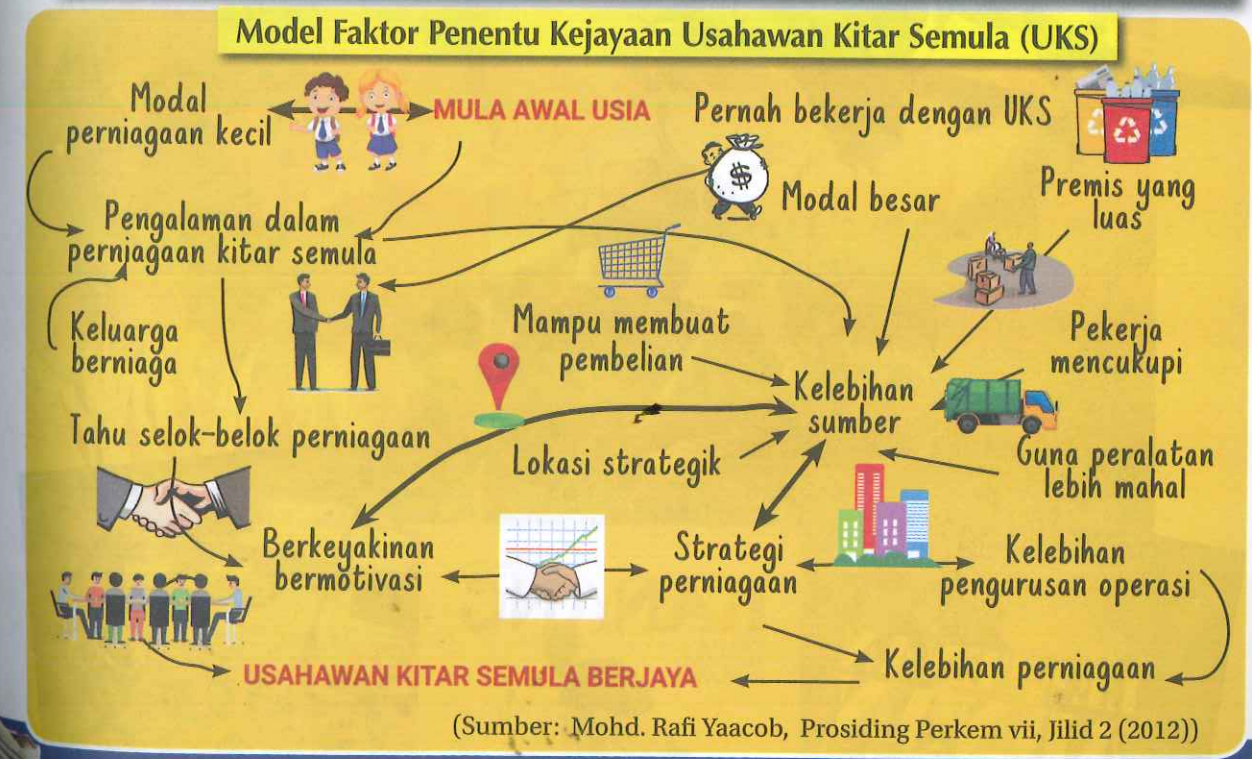 Model Faktor Penentu Kejayaan Usahawan Kitar Semula (UKS)
Modal
perniagaan kecil
MULA AWAL USIA
Pernah bekerja dengan UKS
Premis yang
luas
Modal besar
Pengalaman dalam
perniagaan kitar semula
$
Keluarga
berniaga
Mampu membuat
pembelian
Pekerja
mencukupi
Kelebihan
sumber
Tahu selok-belok perniagaan
Lokasi strategik
Guna peralatan
lebih mahal
Berkeyakinan
bermotivasi
Strategi
perniagaan
Kelebihan
pengurusan operasi
Kelebihan perniagaan
USAHAWAN KITAR SEMULA BERJAYA
(Sumber: Mohd. Rafi Yaacob, Prosiding Perkem vii, Jilid 2 (2012))